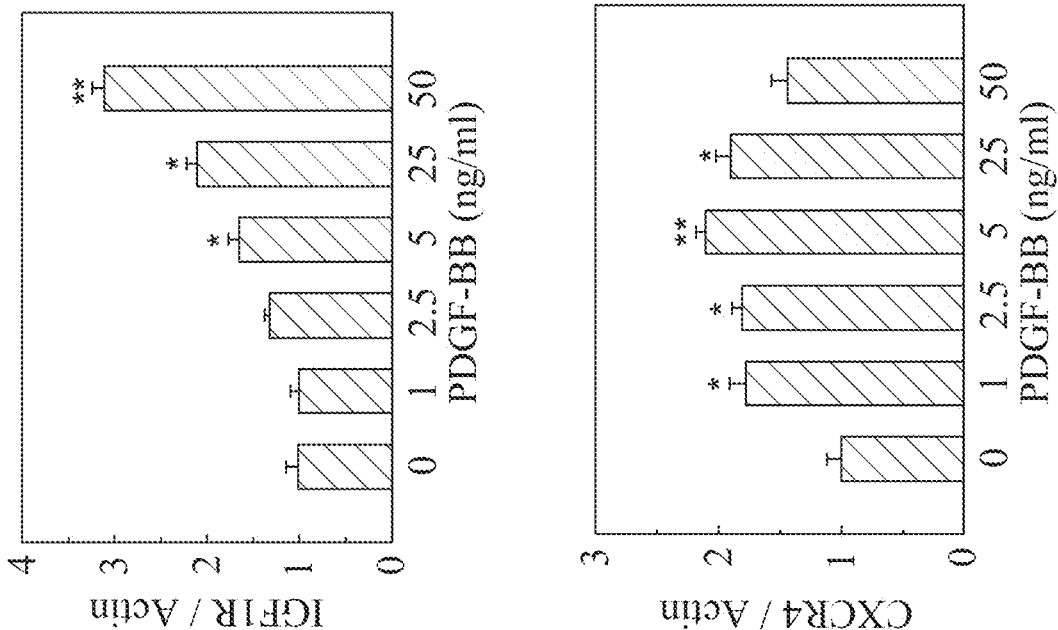 IGF1R / Actin
4
3
2
1
0
* * **
0 1 2.5 5 25 50
PDGF-BB (ng/ml)
CXCR4 / Actin
3
2
1
0
* * ** *
0 1 2.5 5 25 50
PDGF-BB (ng/ml)